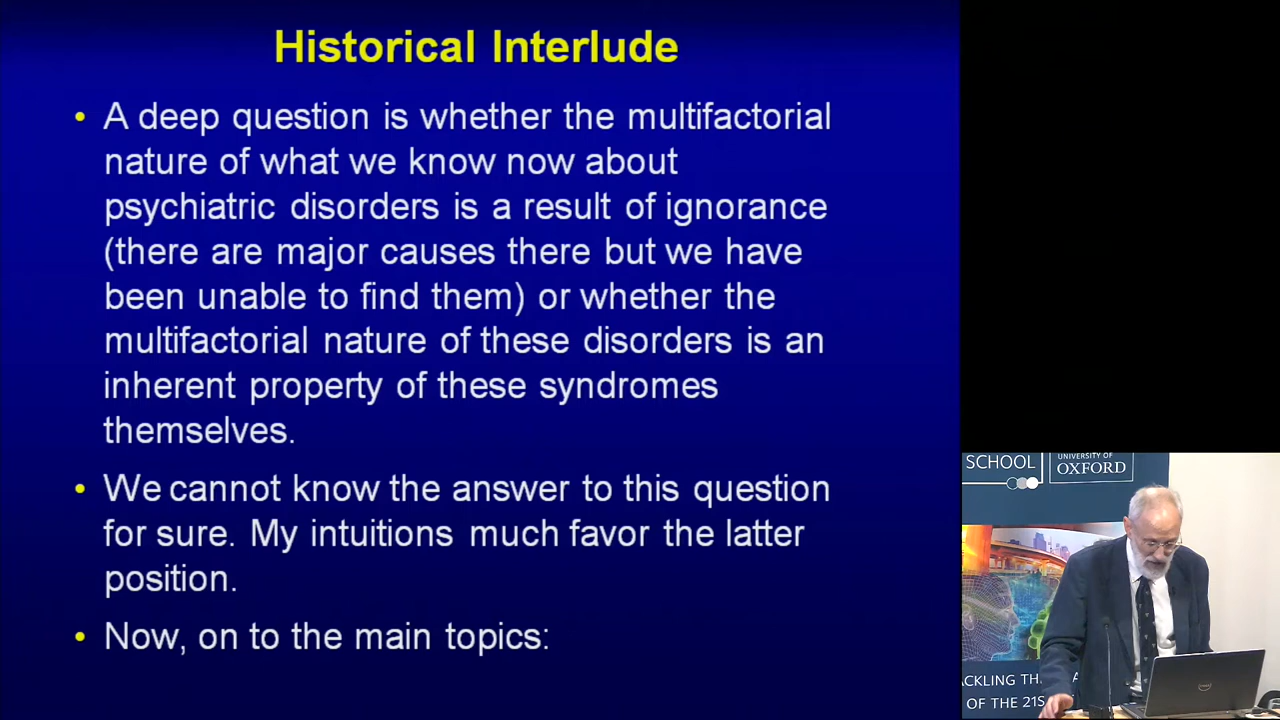 Historical Interlude
• A deep question is whether the multifactorial
nature of what we know now about
psychiatric disorders is a result of ignorance
(there are major causes there but we have
been unable to find them) or whether the
multifactorial nature of these disorders is an
inherent property of these syndromes
themselves.
• We cannot know the answer to this question
for sure. My intuitions much favor the latter
position.
• Now, on to the main topics:
SCHOOL
UNIVERSITY OF
OXFORD
ACKLING TH
OF THE 21S
DELL